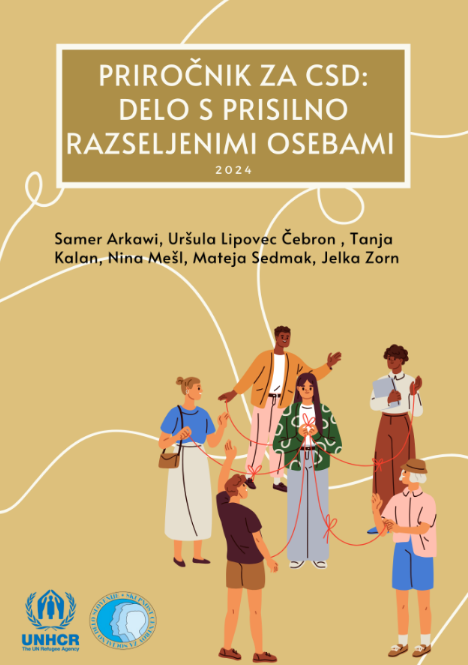 PRIROČNIK ZA CSD:
DELO S PRISILNO
RAZSELJENIMI OSEBAMI
2024
Samer Arkawi, Uršula Lipovec Čebron , Tanja
Kalan, Nina Mešl, Mateja Sedmak, Jelka Zorn
UNHCR
The UN Refugee Agency